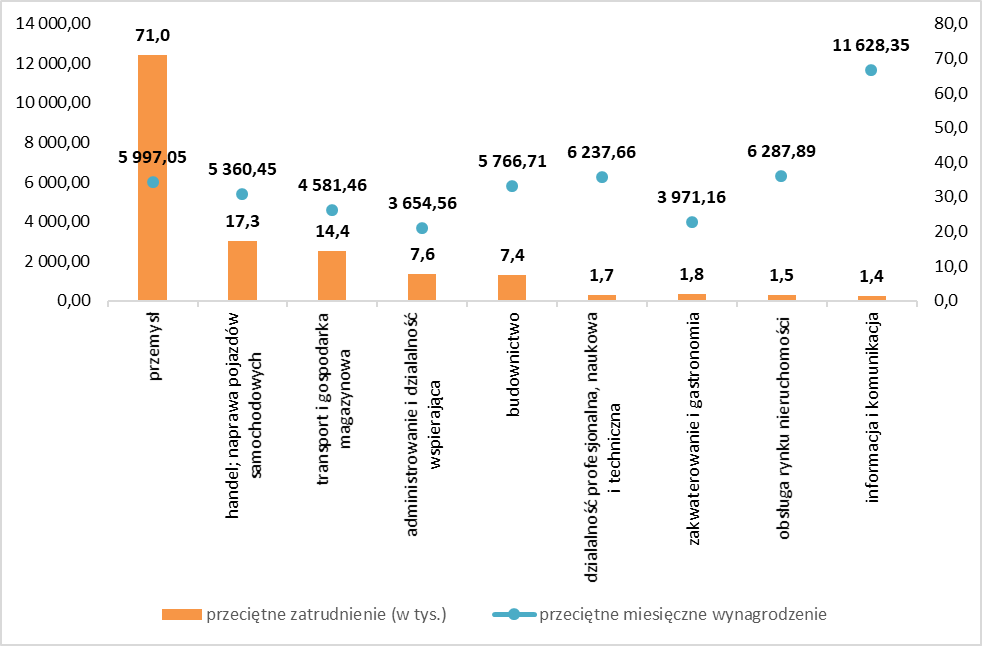 14 000,00
12 000,00
10 000,00
8 000,00
6 000,00
4 000,00
2 000,00
0,00
80,0
70,0
60,0
50,0
40,0
30,0
20,0
10,0
0,0
71,0
17,3
14,4
7,6
7,4
1,7
1,8
1,5
1,4
5 997,05
5 360,45
4 581,46
3 654,56
5 766,71
6 237,66
3 971,16
6 287,89
11 628,35
przemysł
handel; naprawa pojazdów
samochodowych
transport i gospodarka
magazynowa
administrowanie i działalność
wspierająca
budownictwo
działalność profesjonalna, naukowa
i techniczna
zakwaterowanie i gastronomia
obsługa rynku nieruchomości
informacja i komunikacja
przeciętne zatrudnienie (w tys.)
przeciętne miesięczne wynagrodzenie